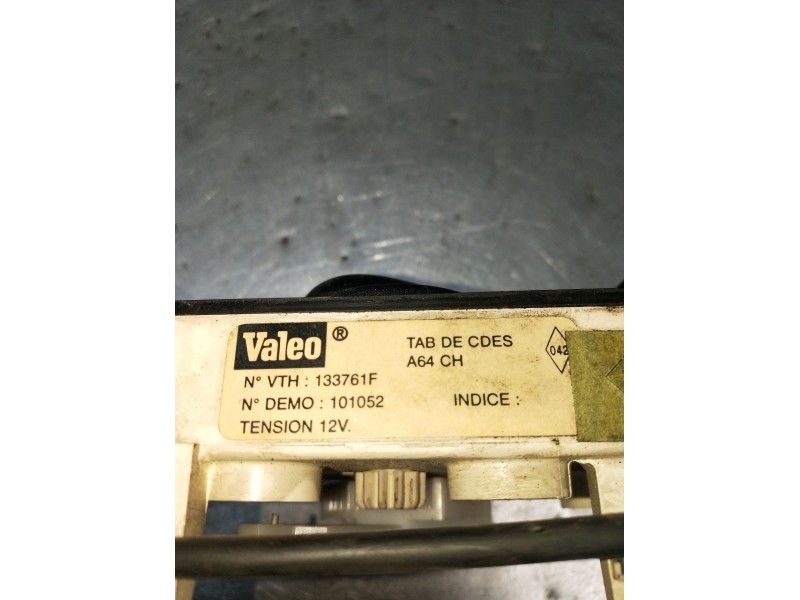 Valeo ®
TAB DE CDES
A64 CH
042
N° VTH : 133761F
N° DEMO : 101052
INDICE :
TENSION 12V.